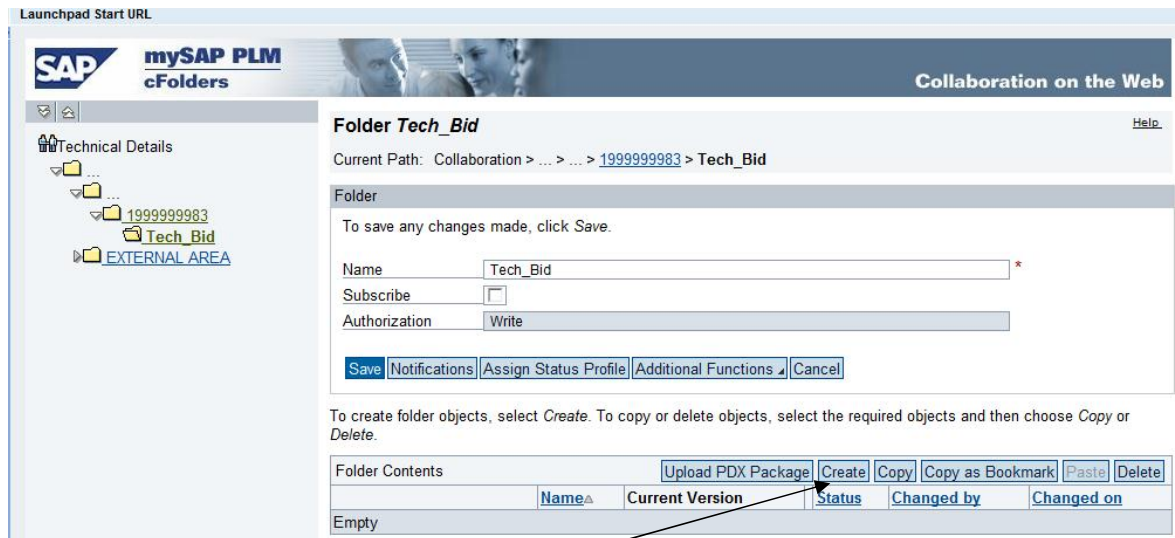 Launchpad Start URL
SAP
mySAP PLM
cFolders
Collaboration on the Web
Technical Details
...
...
1999999983
Tech_Bid
EXTERNAL AREA
Folder Tech_Bid
Help
Current Path: Collaboration > ... > ... > 1999999983 > Tech_Bid
Folder
To save any changes made, click Save.
Name Tech_Bid *
Subscribe
Authorization Write
Save Notifications Assign Status Profile Additional Functions Cancel
To create folder objects, select Create. To copy or delete objects, select the required objects and then choose Copy or
Delete.
Folder Contents Upload PDX Package Create Copy Copy as Bookmark Paste Delete
Name Current Version Status Changed by Changed on
Empty